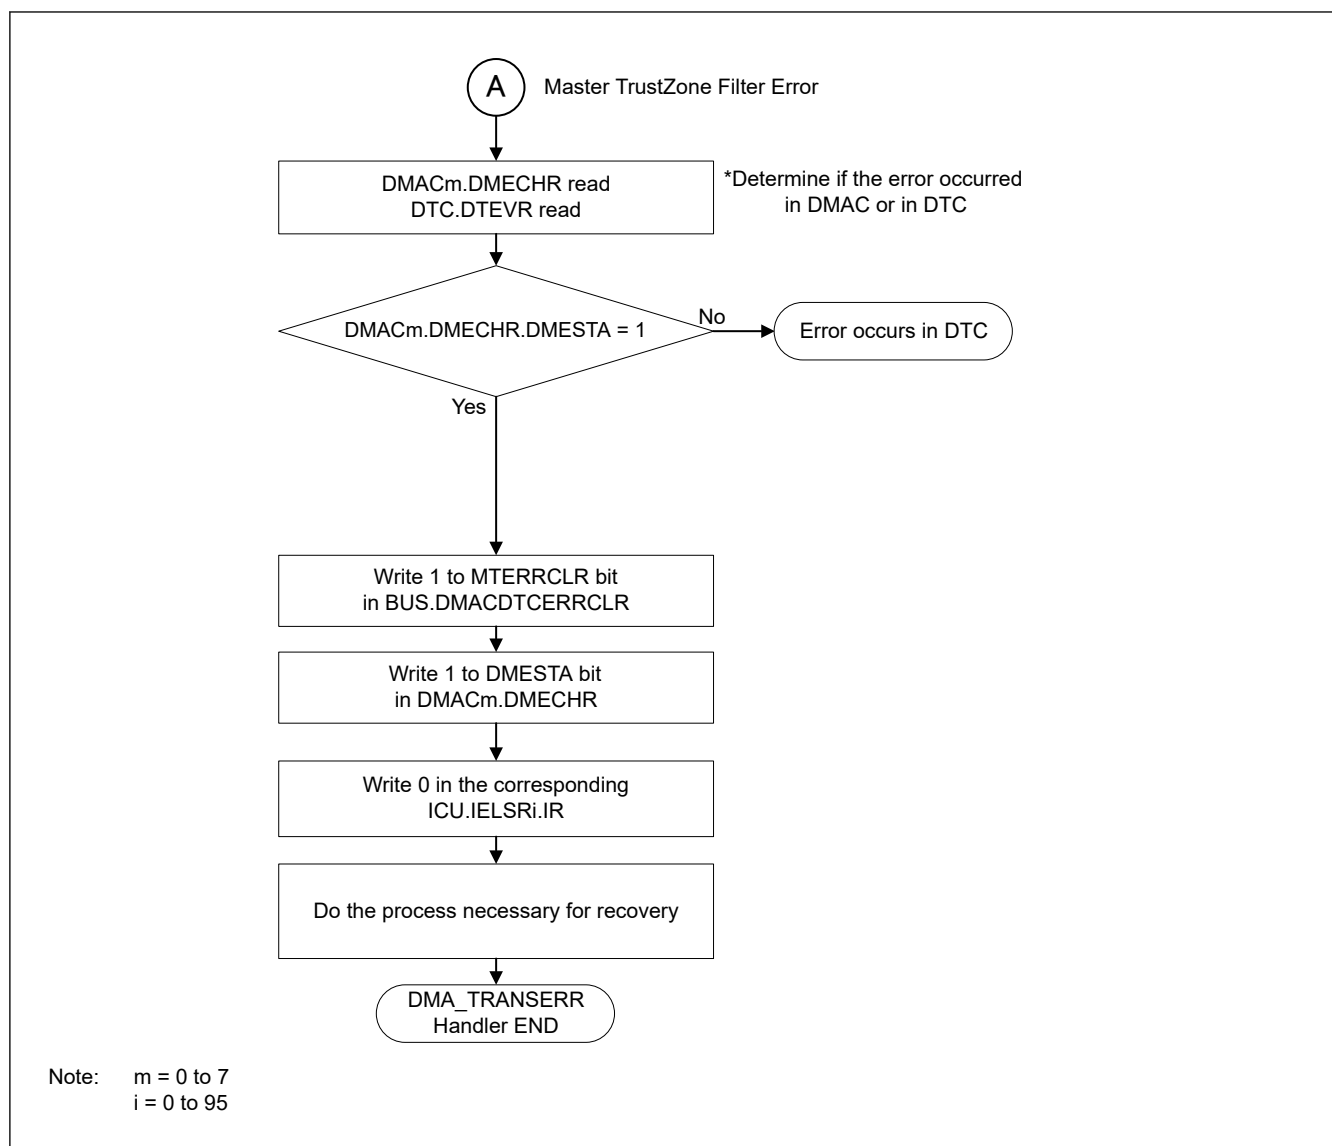 A
Master TrustZone Filter Error
DMACm.DMECHR read
DTC.DTEVR read
*Determine if the error occurred
in DMAC or in DTC
DMACm.DMECHR.DMESTA = 1
No
Error occurs in DTC
Yes
Write 1 to MTERRCLR bit
in BUS.DMACDTCERRCLR
Write 1 to DMESTA bit
in DMACm.DMECHR
Write 0 in the corresponding
ICU.IELSRi.IR
Do the process necessary for recovery
DMA_TRANSERR
Handler END
Note: m = 0 to 7
i = 0 to 95